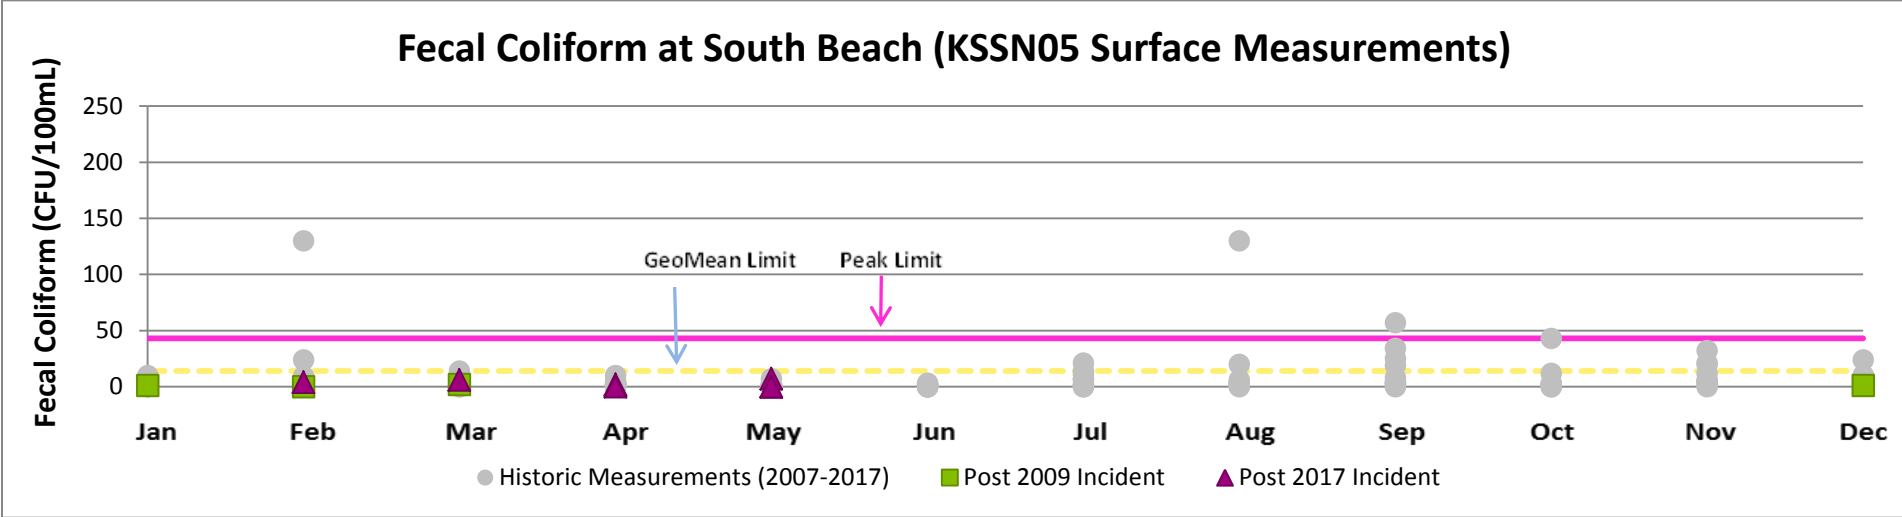 Fecal Coliform at South Beach (KSSN05 Surface Measurements)
Fecal Coliform (CFU/100mL)
250
200
150
100
50
0
GeoMean Limit Peak Limit
Jan Feb Mar Apr May Jun Jul Aug Sep Oct Nov Dec
Historic Measurements (2007-2017) Post 2009 Incident Post 2017 Incident